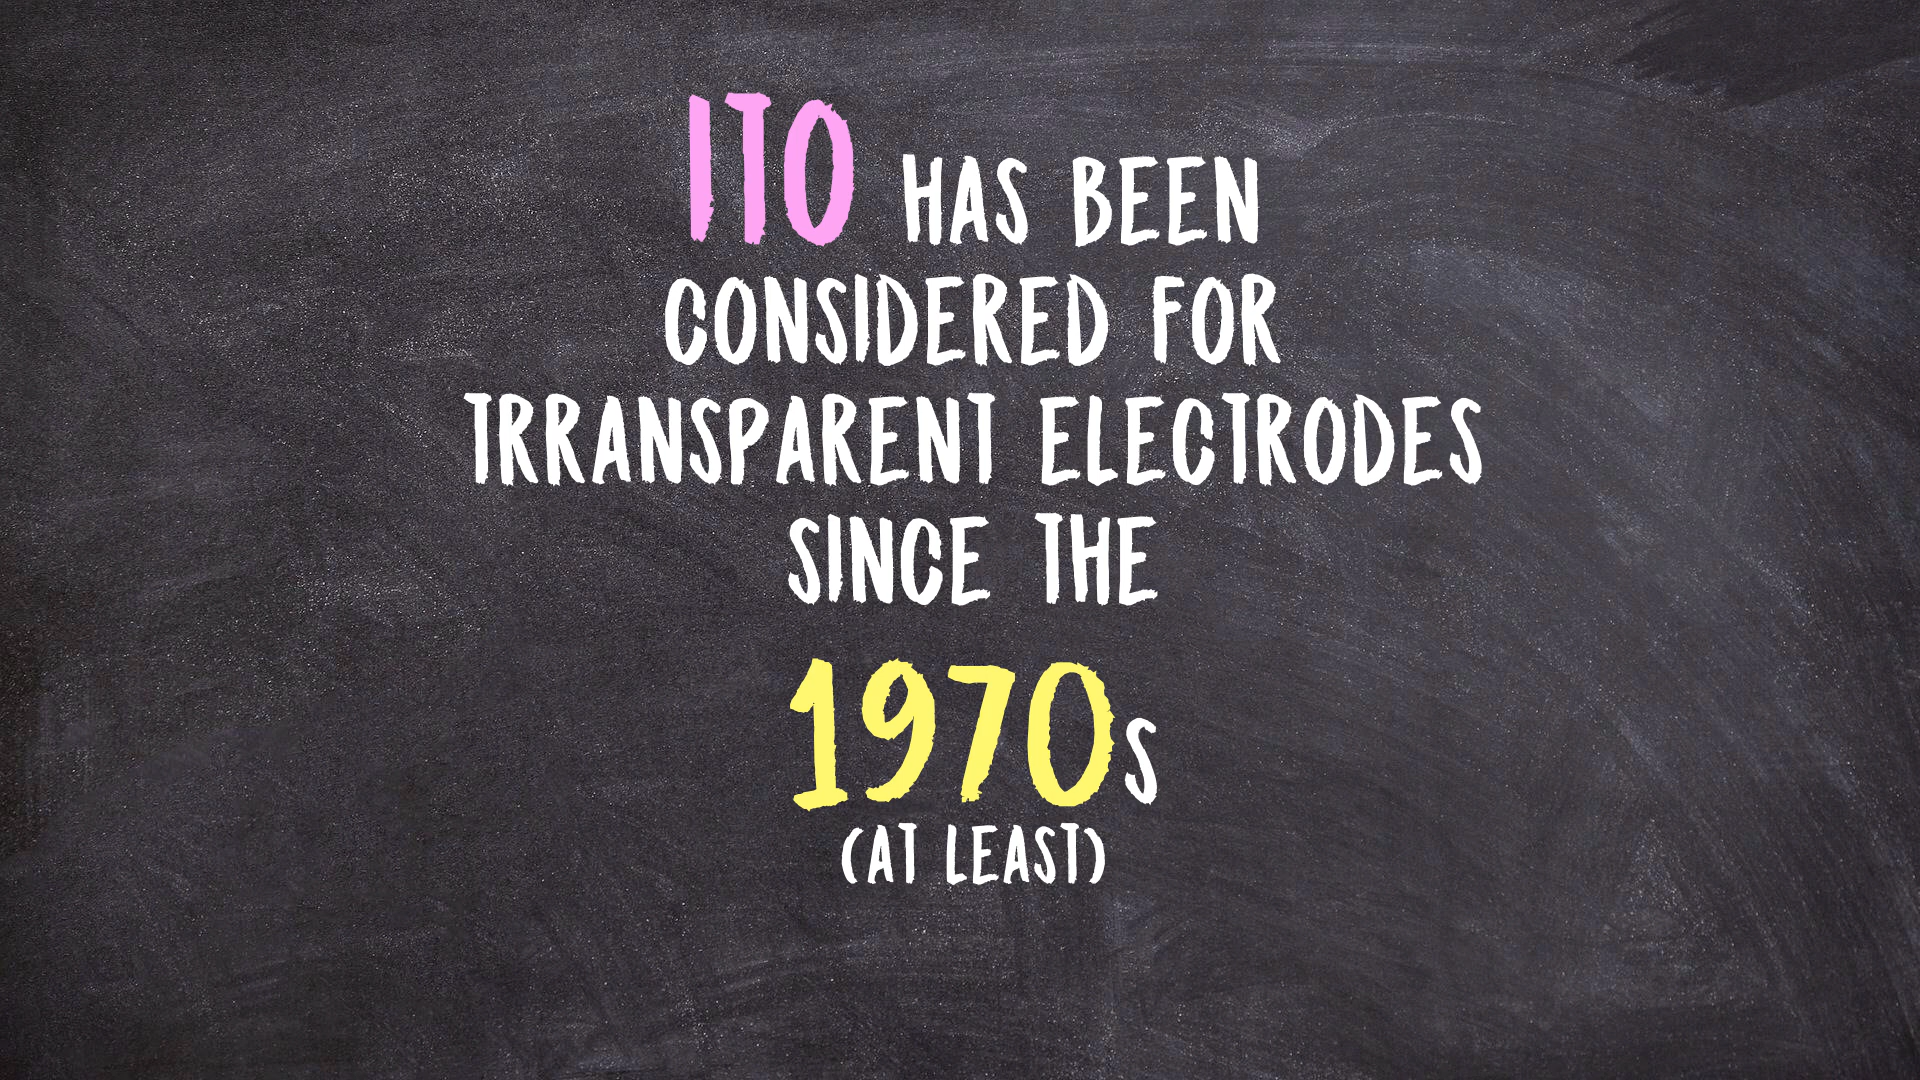 ITO HAS BEEN
CONSIDERED FOR
TRRANSPARENT ELECTRODES
SINCE THE
1970s
(AT LEAST)